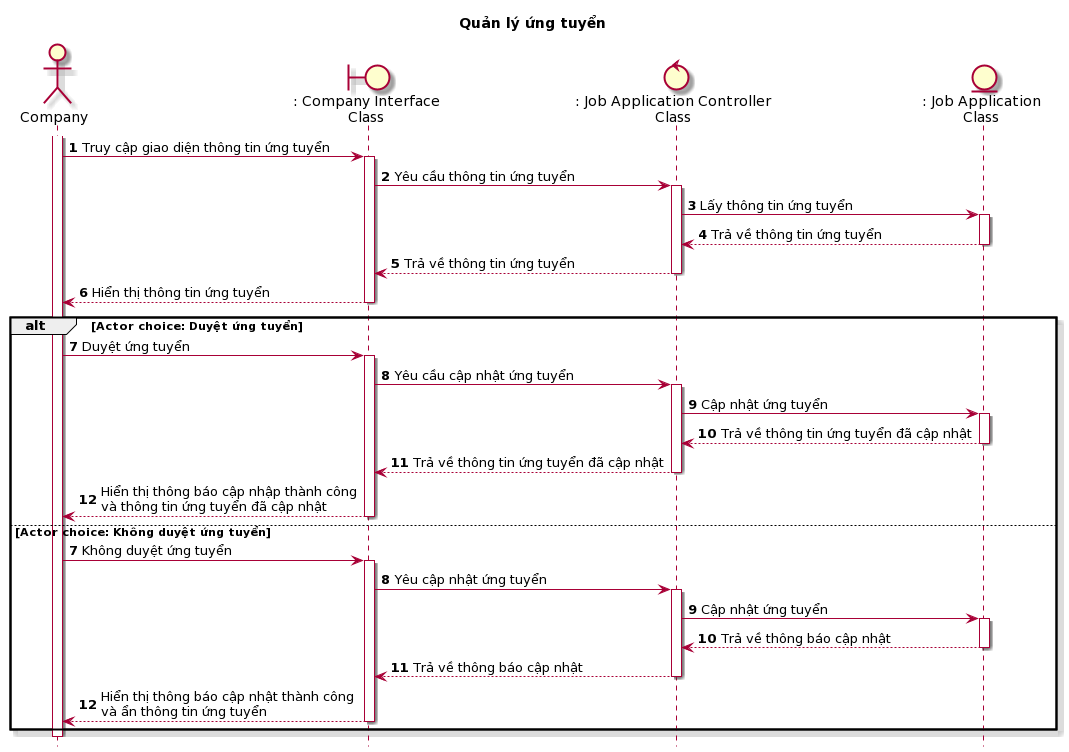 Quản lý ứng tuyển
Company
: Company Interface
Class
: Job Application Controller
Class
: Job Application
Class
1 Truy cập giao diện thông tin ứng tuyển
2 Yêu cầu thông tin ứng tuyển
3 Lấy thông tin ứng tuyển
4 Trả về thông tin ứng tuyển
5 Trả về thông tin ứng tuyển
6 Hiển thị thông tin ứng tuyển
alt [Actor choice: Duyệt ứng tuyển]
7 Duyệt ứng tuyển
8 Yêu cầu cập nhật ứng tuyển
9 Cập nhật ứng tuyển
10 Trả về thông tin ứng tuyển đã cập nhật
11 Trả về thông tin ứng tuyển đã cập nhật
12 Hiển thị thông báo cập nhập thành công
và thông tin ứng tuyển đã cập nhật
[Actor choice: Không duyệt ứng tuyển]
7 Không duyệt ứng tuyển
8 Yêu cập nhật ứng tuyển
9 Cập nhật ứng tuyển
10 Trả về thông báo cập nhật
11 Trả về thông báo cập nhật
12 Hiển thị thông báo cập nhật thành công
và ẩn thông tin ứng tuyển